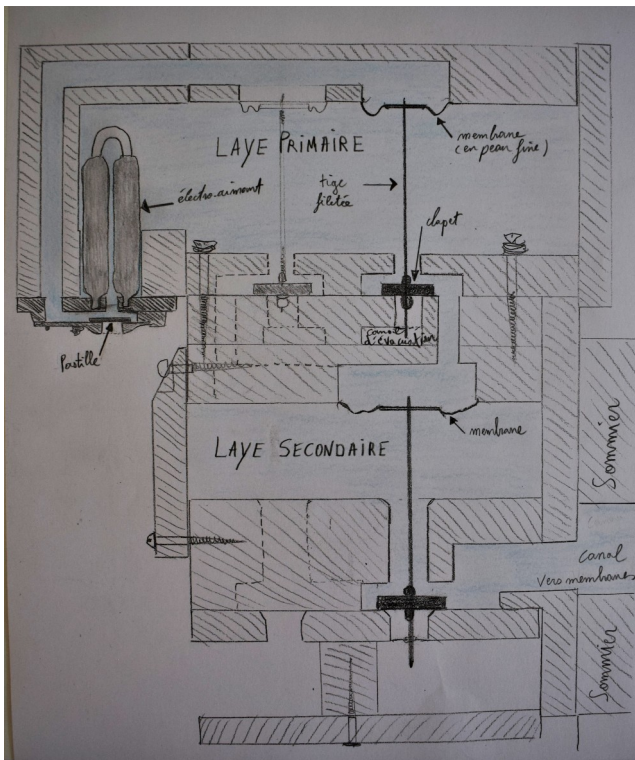 LAYE PRIMAIRE
membrane
(en peau fine)
électro-aimant
tige
filetée
clapet
canal
d'évacuation
Pastille
membrane
LAYE SECONDAIRE
Sommier
canal
vers membranes
Sommier